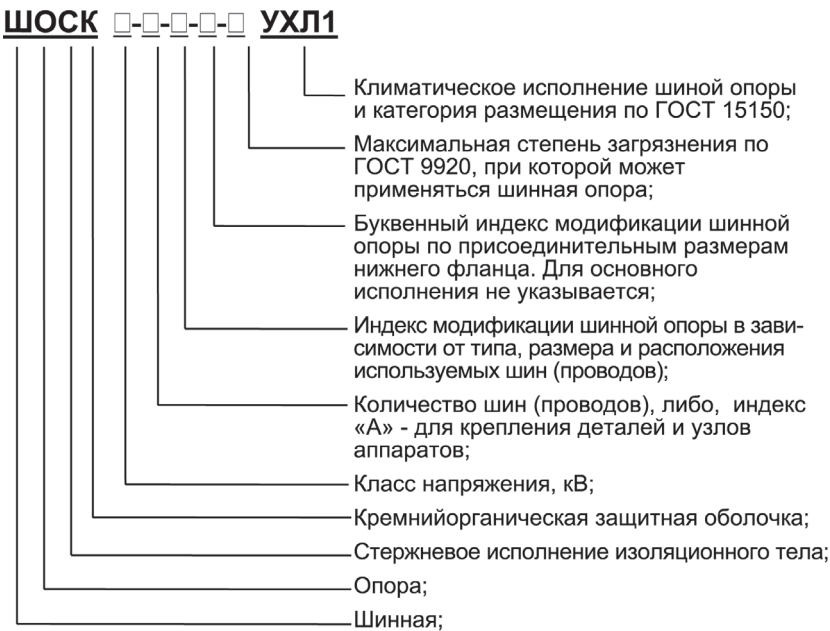 ШОСК □-□-□-□-□ УХЛ1
Климатическое исполнение шиной опоры
и категория размещения по ГОСТ 15150;
Максимальная степень загрязнения по
ГОСТ 9920, при которой может
применяться шинная опора;
Буквенный индекс модификации шинной
опоры по присоединительным размерам
нижнего фланца. Для основного
исполнения не указывается;
Индекс модификации шинной опоры в зави-
симости от типа, размера и расположения
используемых шин (проводов);
Количество шин (проводов), либо, индекс
«А» - для крепления деталей и узлов
аппаратов;
Класс напряжения, кВ;
Кремнийорганическая защитная оболочка;
Стержневое исполнение изоляционного тела;
Опора;
Шинная;